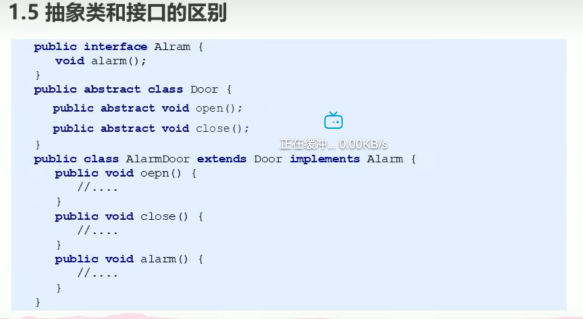 1.5 抽象类和接口的区别
public interface Alram {
void alarm();
}
public abstract class Door {
public abstract void open();
public abstract void close();
正在缓冲... 0.00KB/s
}
public class AlarmDoor extends Door implements Alarm {
public void oepn() {
//....
}
public void close() {
//....
}
public void alarm() {
//....
}
}